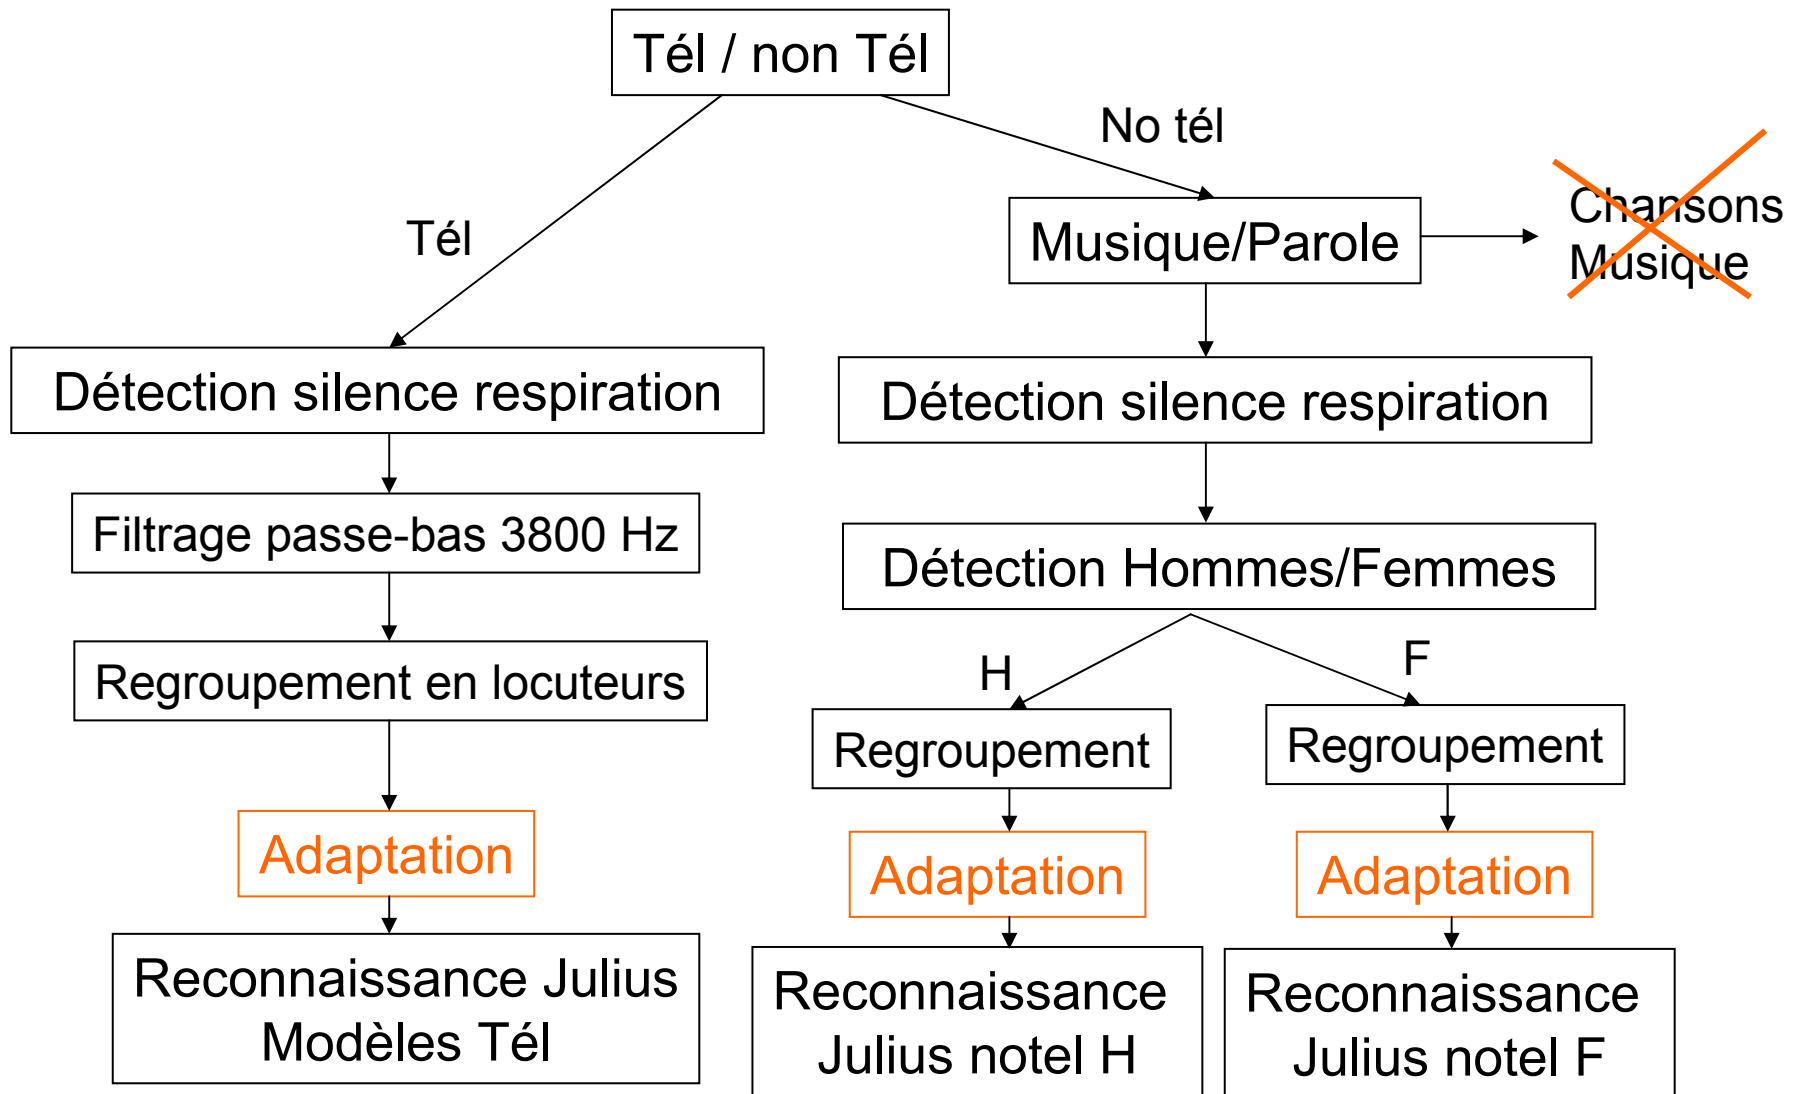 Tél / non Tél
No tél
Tél
Musique/Parole
Chansons
Musique
Détection silence respiration
Détection silence respiration
Filtrage passe-bas 3800 Hz
Détection Hommes/Femmes
Regroupement en locuteurs
H
F
Regroupement
Regroupement
Adaptation
Adaptation
Adaptation
Reconnaissance Julius
Modèles Tél
Reconnaissance
Julius notel H
Reconnaissance
Julius notel F